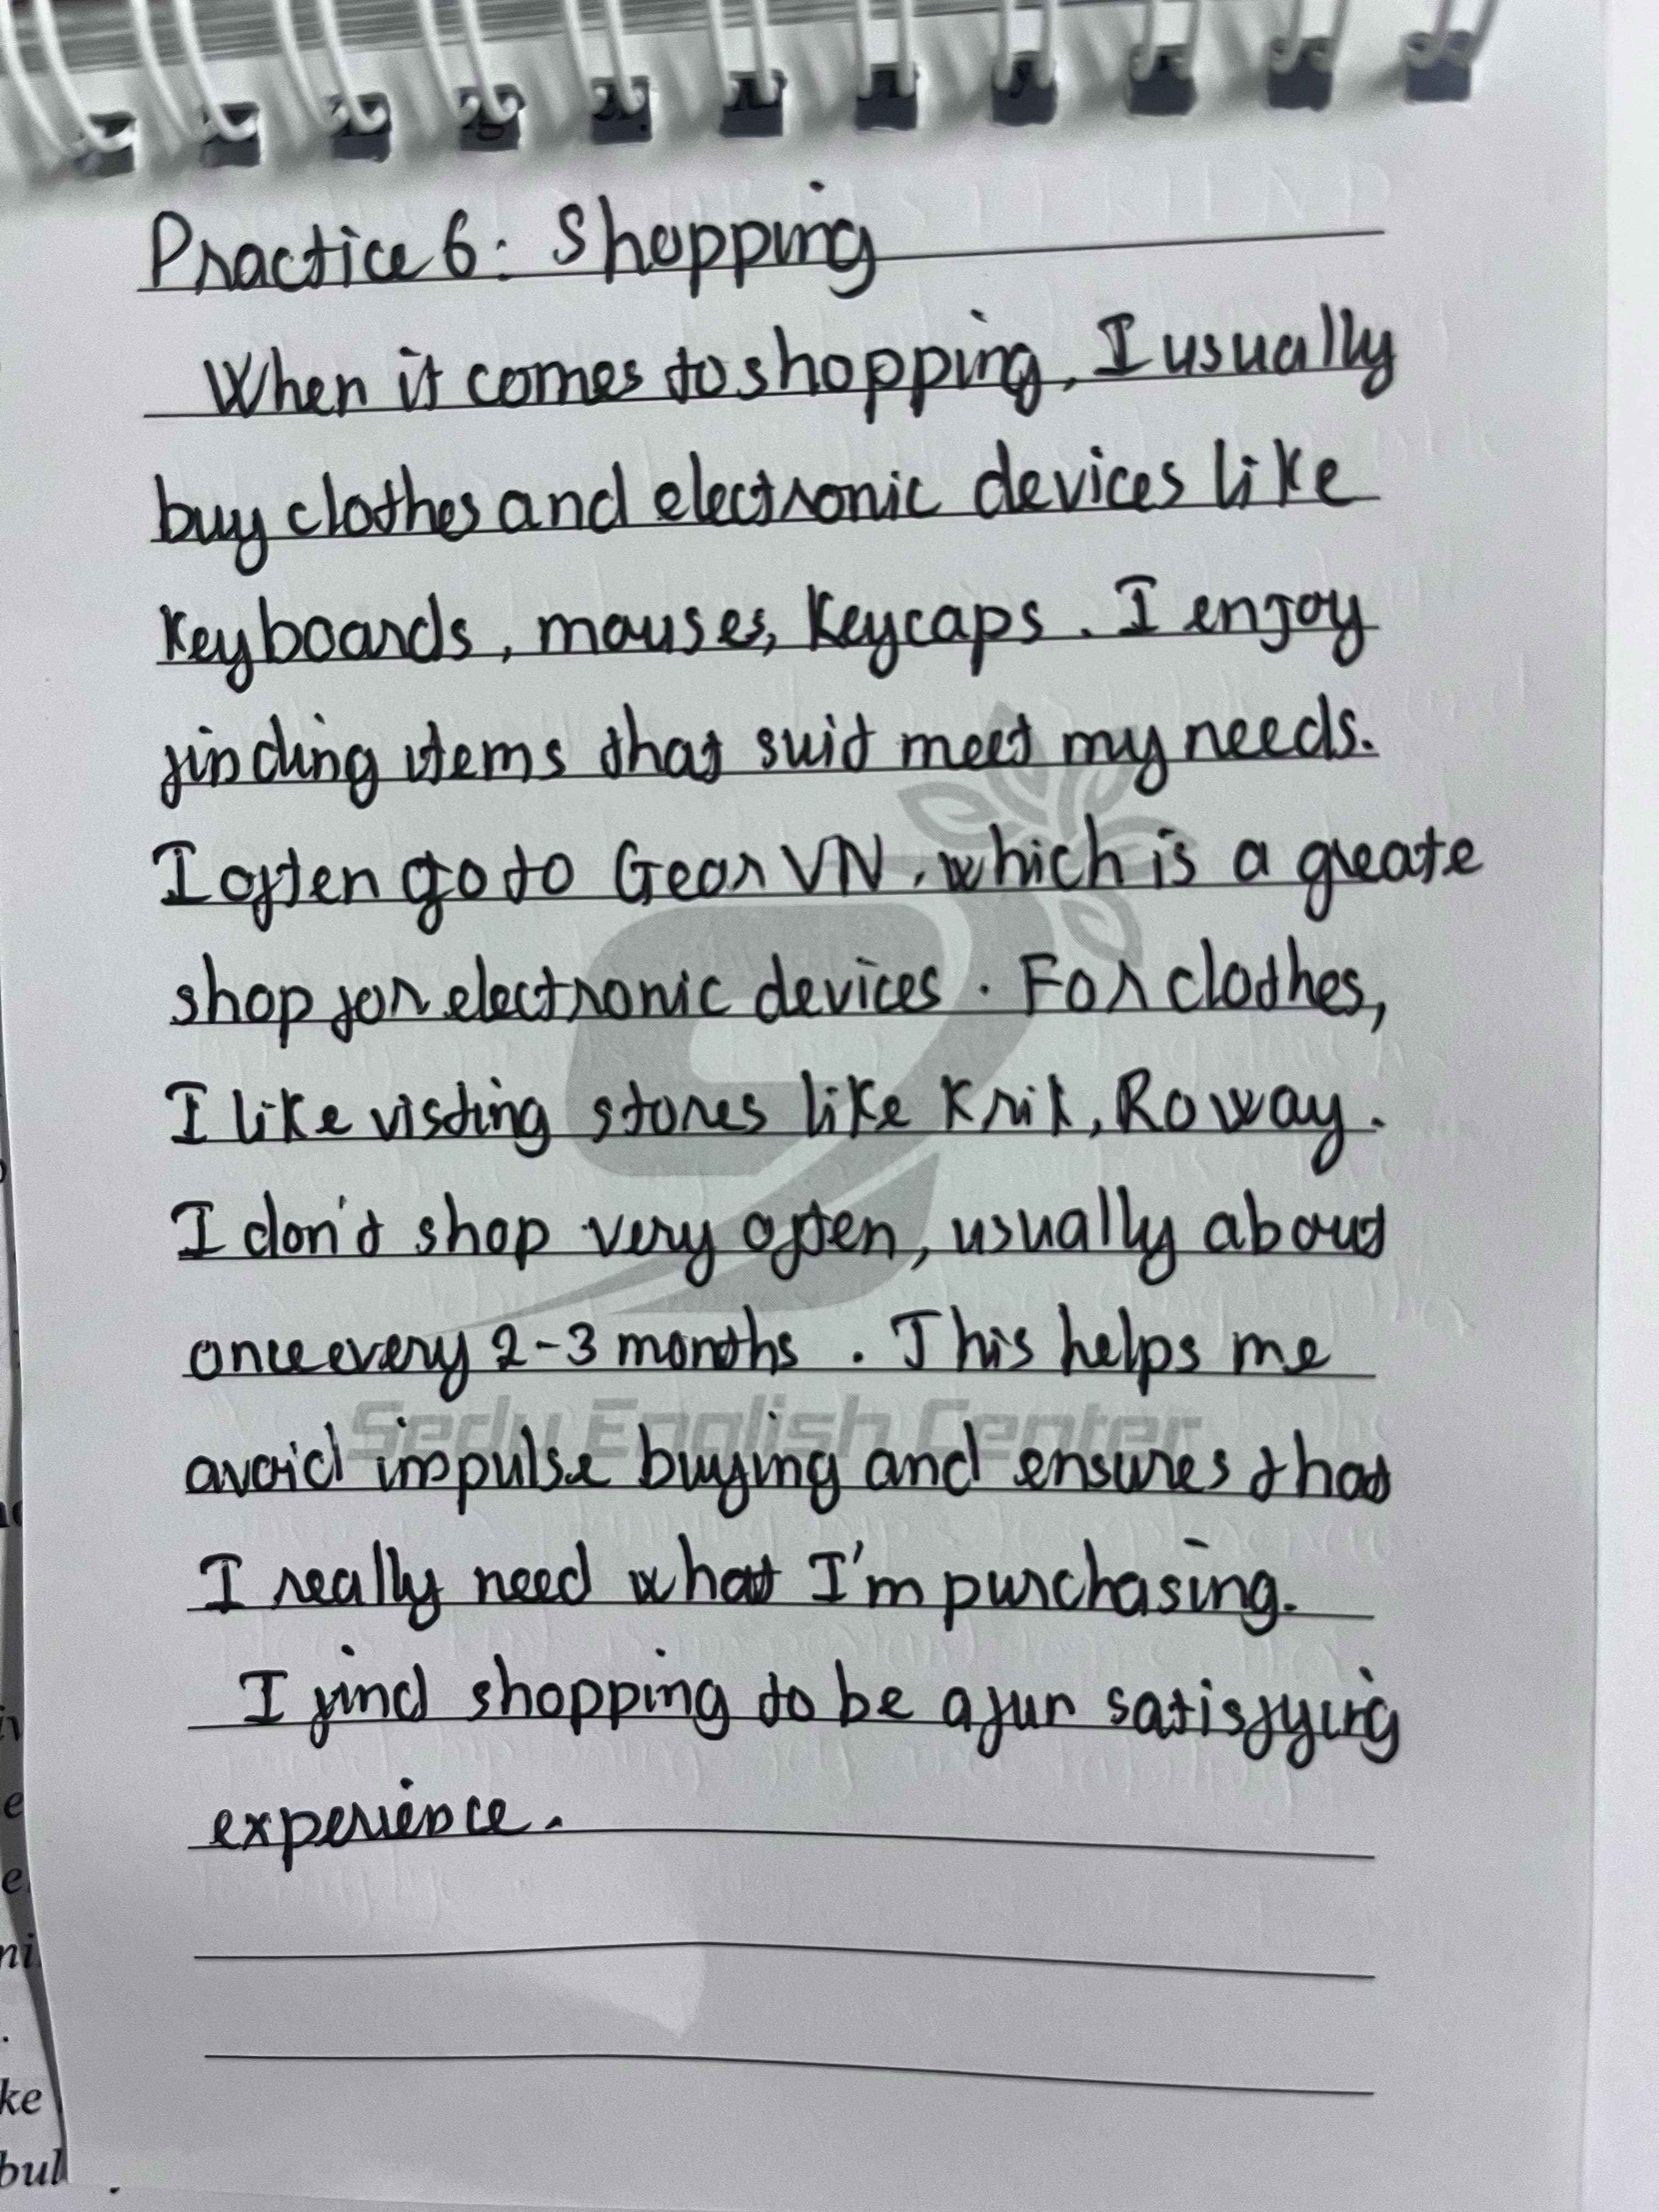 Practice 6: Shopping
When it comes to shopping, I usually
buy clothes and electronic devices like
Keyboards, mouses, Keycaps. I enjoy
finding items that suit meet my needs.
I often go to Gear VN, which is a greate
shop for electronic devices. For clothes,
I like visting stores like Krik, Roway.
I don't shop very often, usually about
once every 2-3 months. This helps me
Sedu English Center
avoid impulse buying and ensures that
I really need what I'm purchasing.
I find shopping to be a fun satisfying
experience.